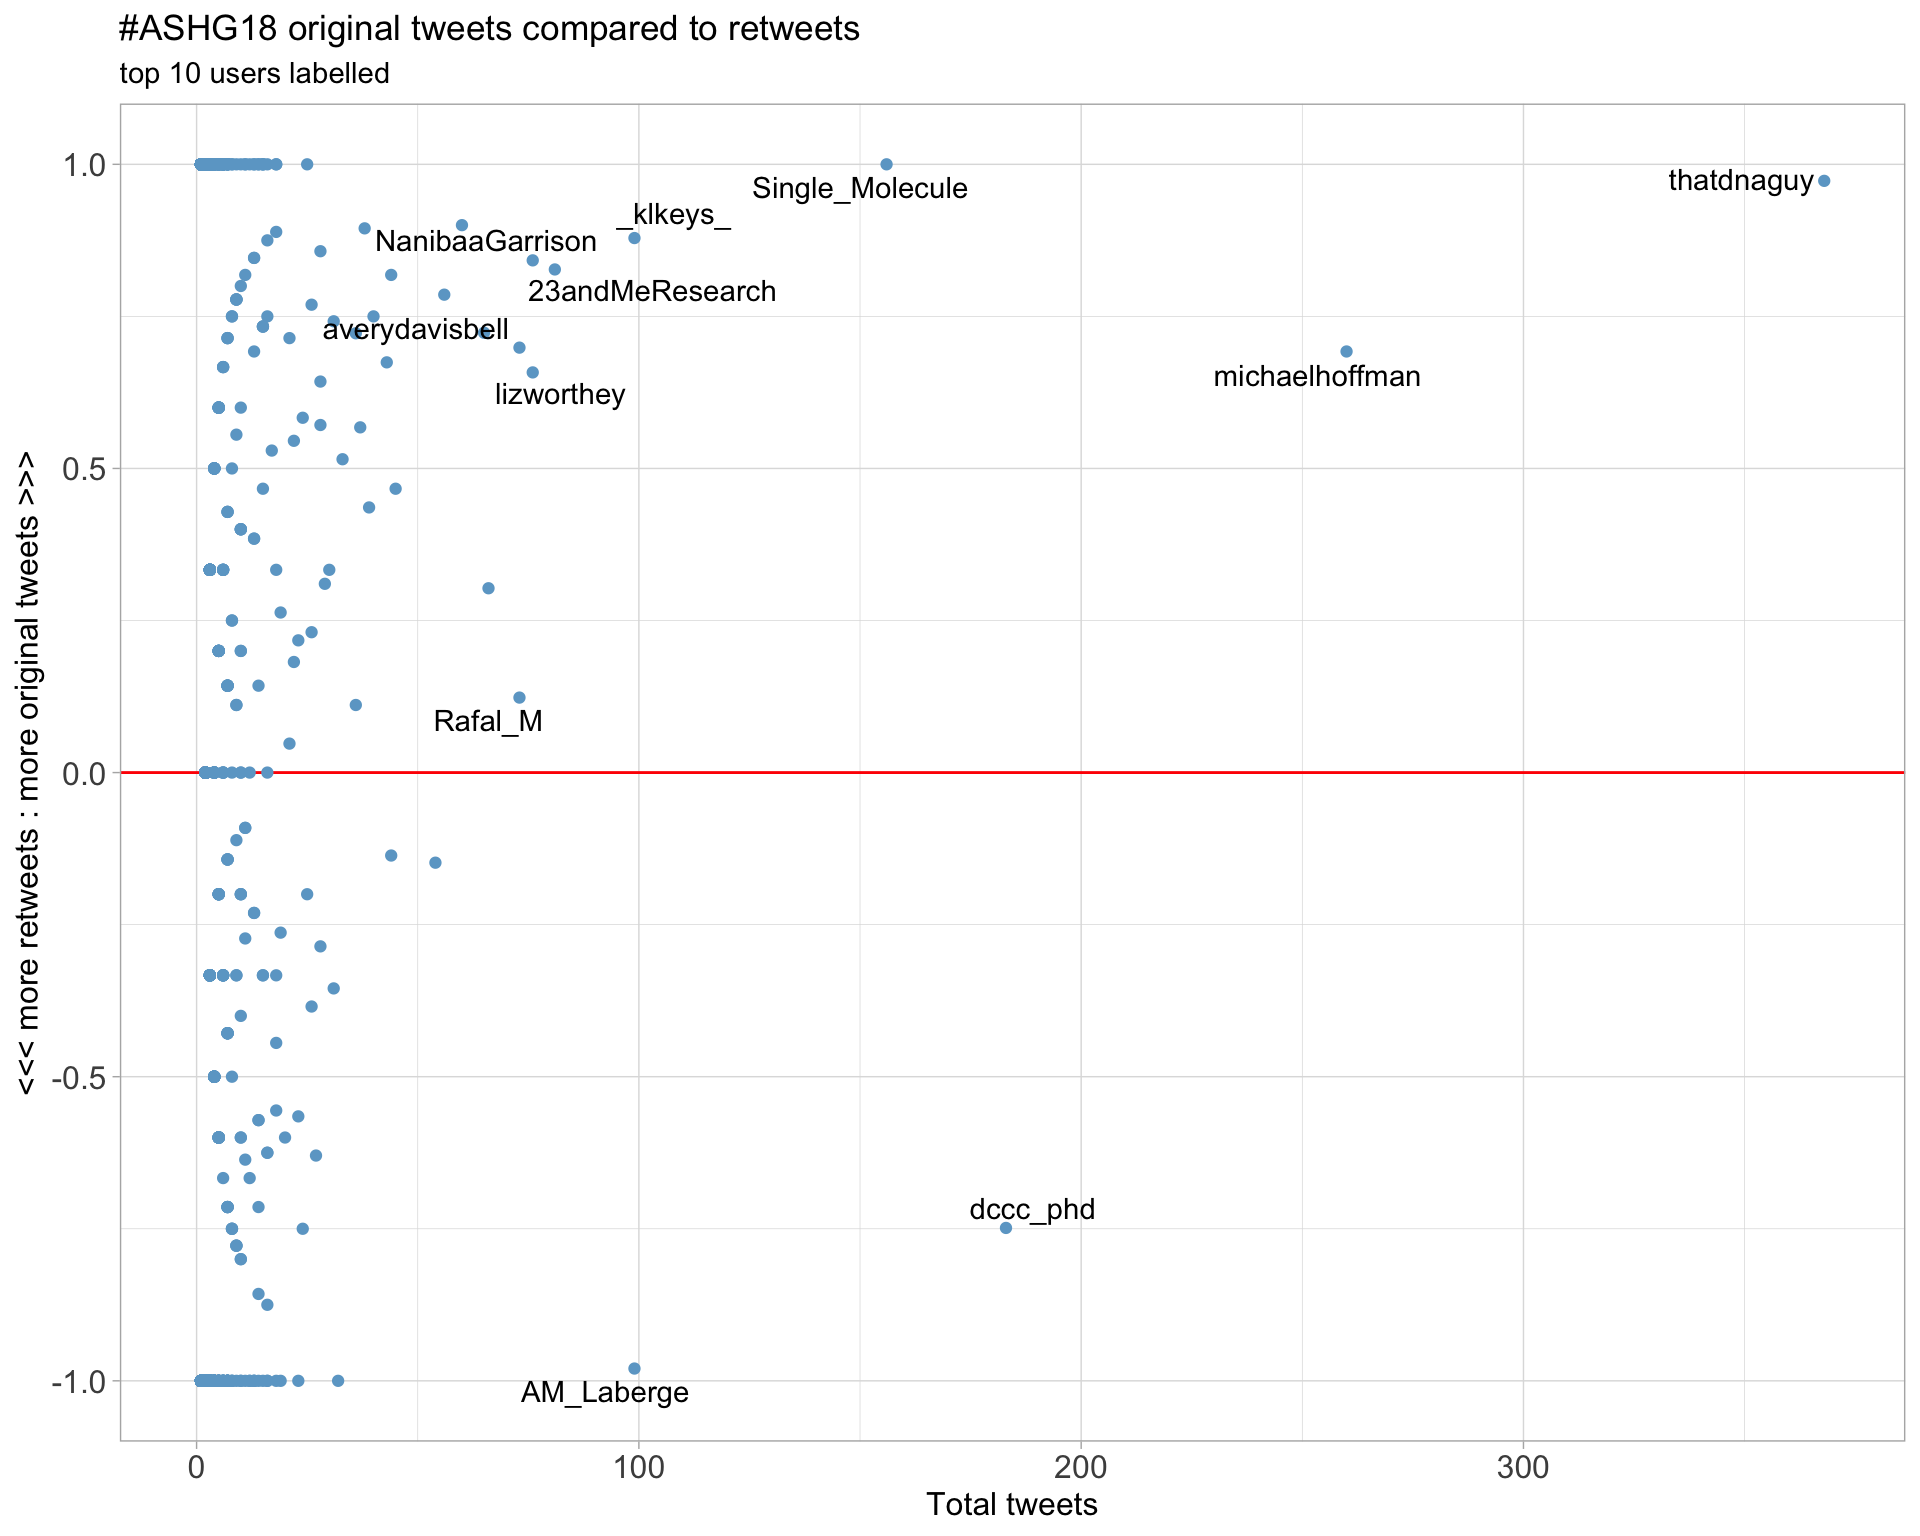 #ASHG18 original tweets compared to retweets
top 10 users labelled
<<< more retweets : more original tweets >>>
1.0
0.5
0.0
-0.5
-1.0
thatdnaguy
Single_Molecule
_klkeys_
NanibaaGarrison
23andMeResearch
averydavisbell
michaelhoffman
lizworthey
Rafal_M
dccc_phd
AM_Laberge
0
100
200
300
Total tweets